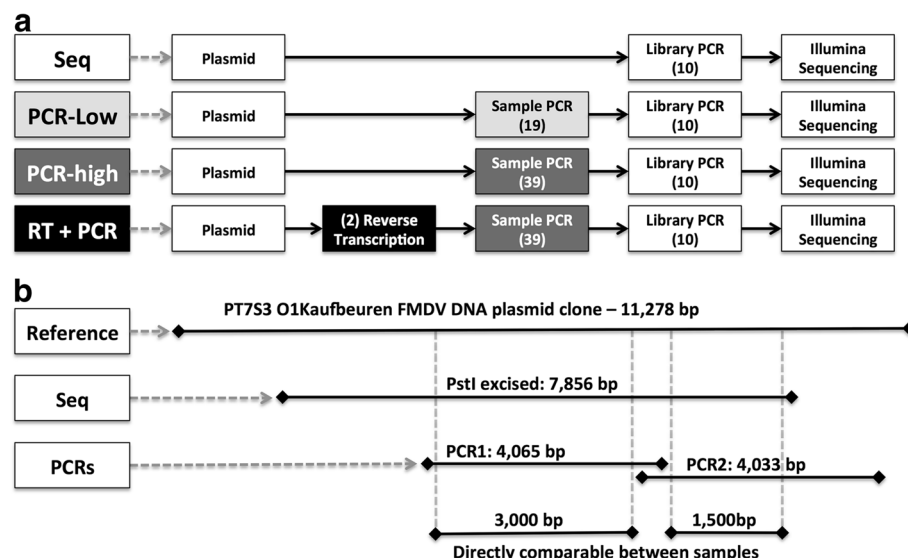 a
Seq
Plasmid
Library PCR
(10)
Illumina
Sequencing
PCR-Low
Plasmid
Sample PCR
(19)
Library PCR
(10)
Illumina
Sequencing
PCR-high
Plasmid
Sample PCR
(39)
Library PCR
(10)
Illumina
Sequencing
RT + PCR
Plasmid
(2) Reverse
Transcription
Sample PCR
(39)
Library PCR
(10)
Illumina
Sequencing
b
PT7S3 O1Kaufbeuren FMDV DNA plasmid clone – 11,278 bp
Reference
PstI excised: 7,856 bp
Seq
PCR1: 4,065 bp
PCRs
PCR2: 4,033 bp
3,000 bp
1,500bp
Directly comparable between samples